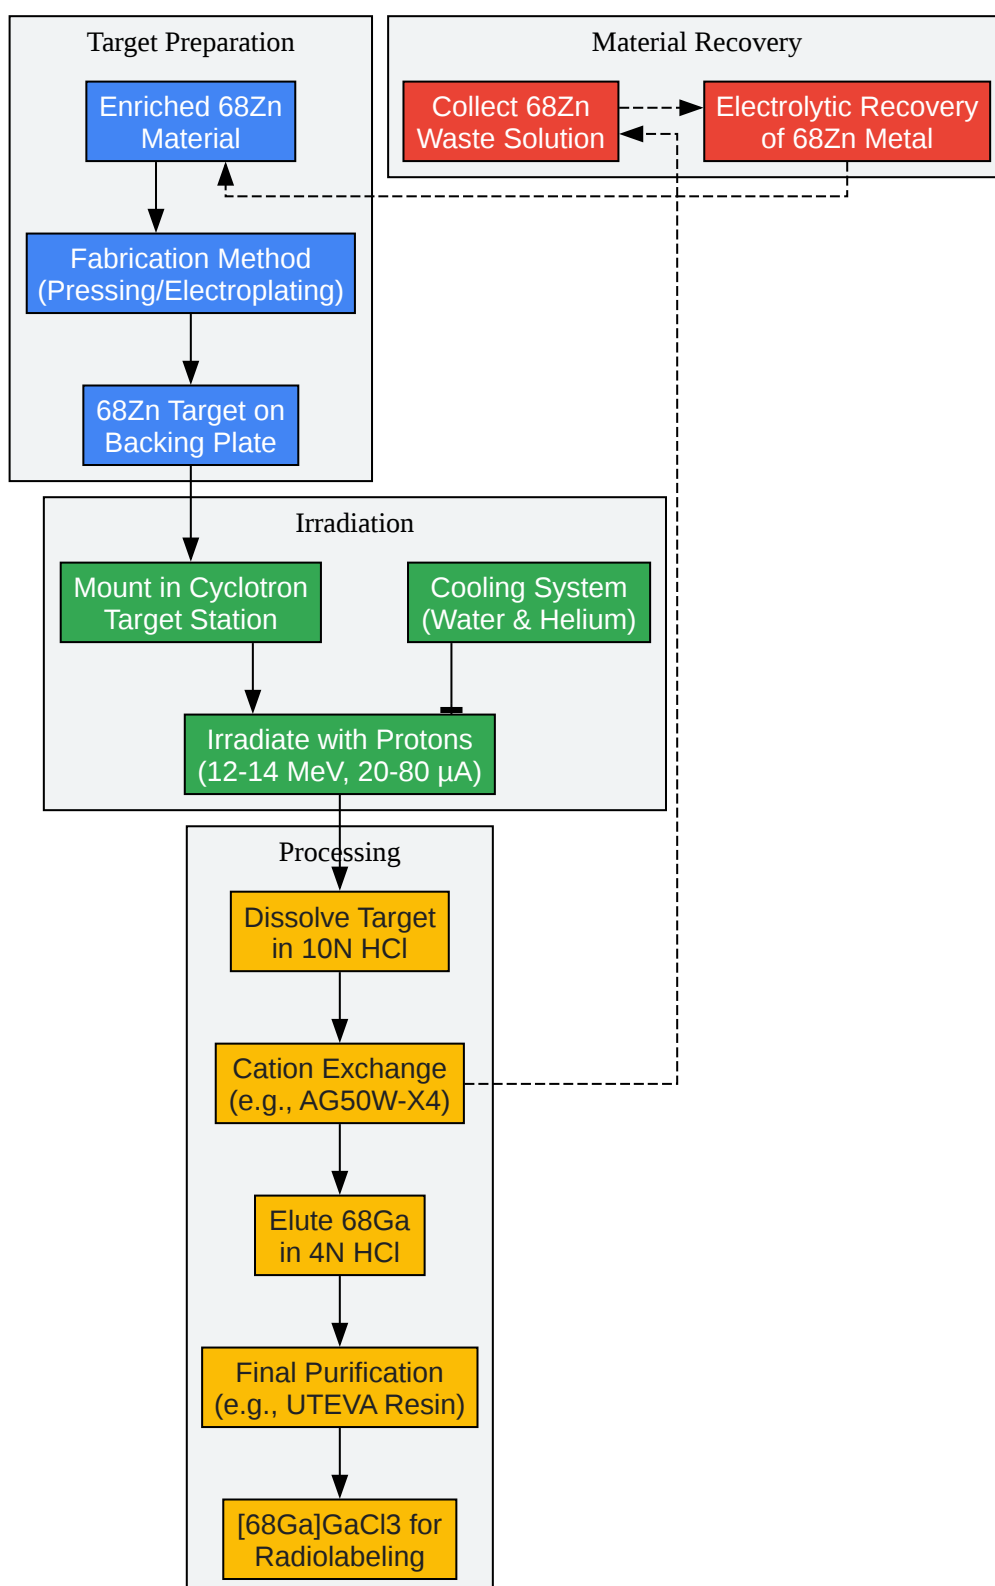 Target Preparation
Enriched 68Zn
Material
Fabrication Method
(Pressing/Electroplating)
68Zn Target on
Backing Plate
Material Recovery
Collect 68Zn
Waste Solution
Electrolytic Recovery
of 68Zn Metal
Irradiation
Mount in Cyclotron
Target Station
Cooling System
(Water & Helium)
Irradiate with Protons
(12-14 MeV, 20-80 µA)
Processing
Dissolve Target
in 10N HCl
Cation Exchange
(e.g., AG50W-X4)
Elute 68Ga
in 4N HCl
Final Purification
(e.g., UTEVA Resin)
[68Ga]GaCl3 for
Radiolabeling